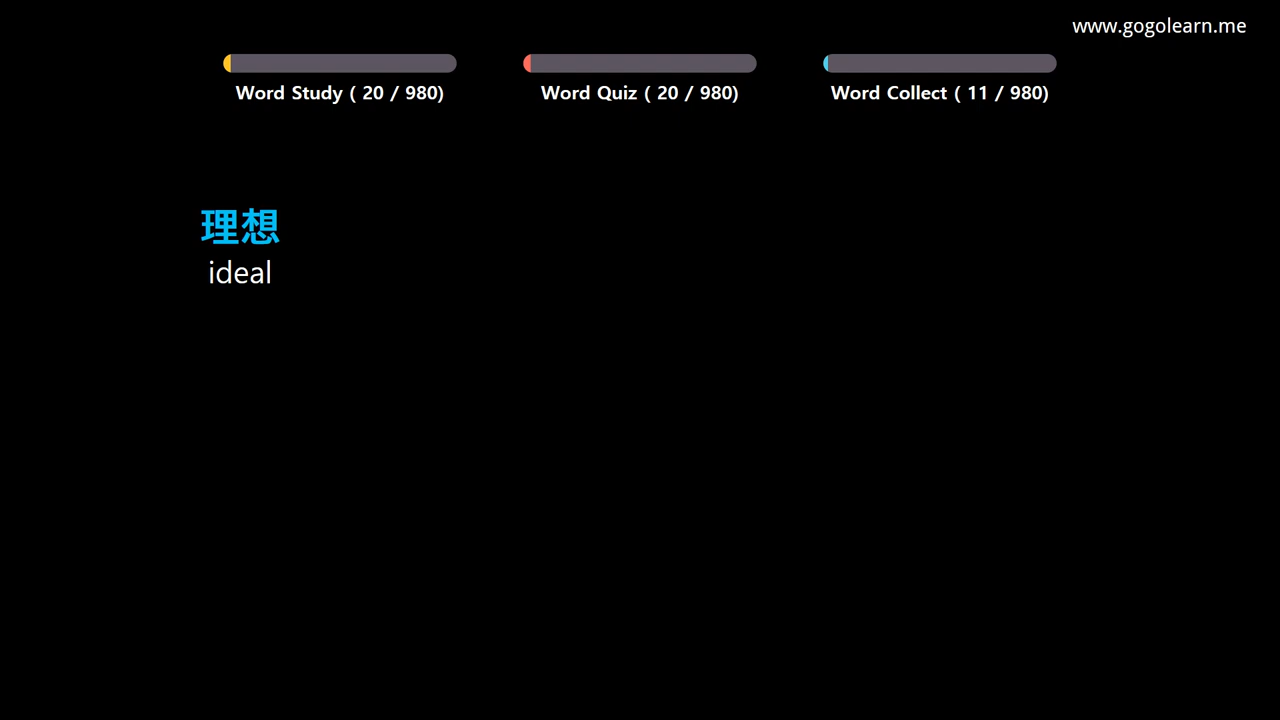 www.gogolearn.me
Word Study ( 20 / 980)
Word Quiz ( 20 / 980)
Word Collect ( 11 / 980)
理想
ideal